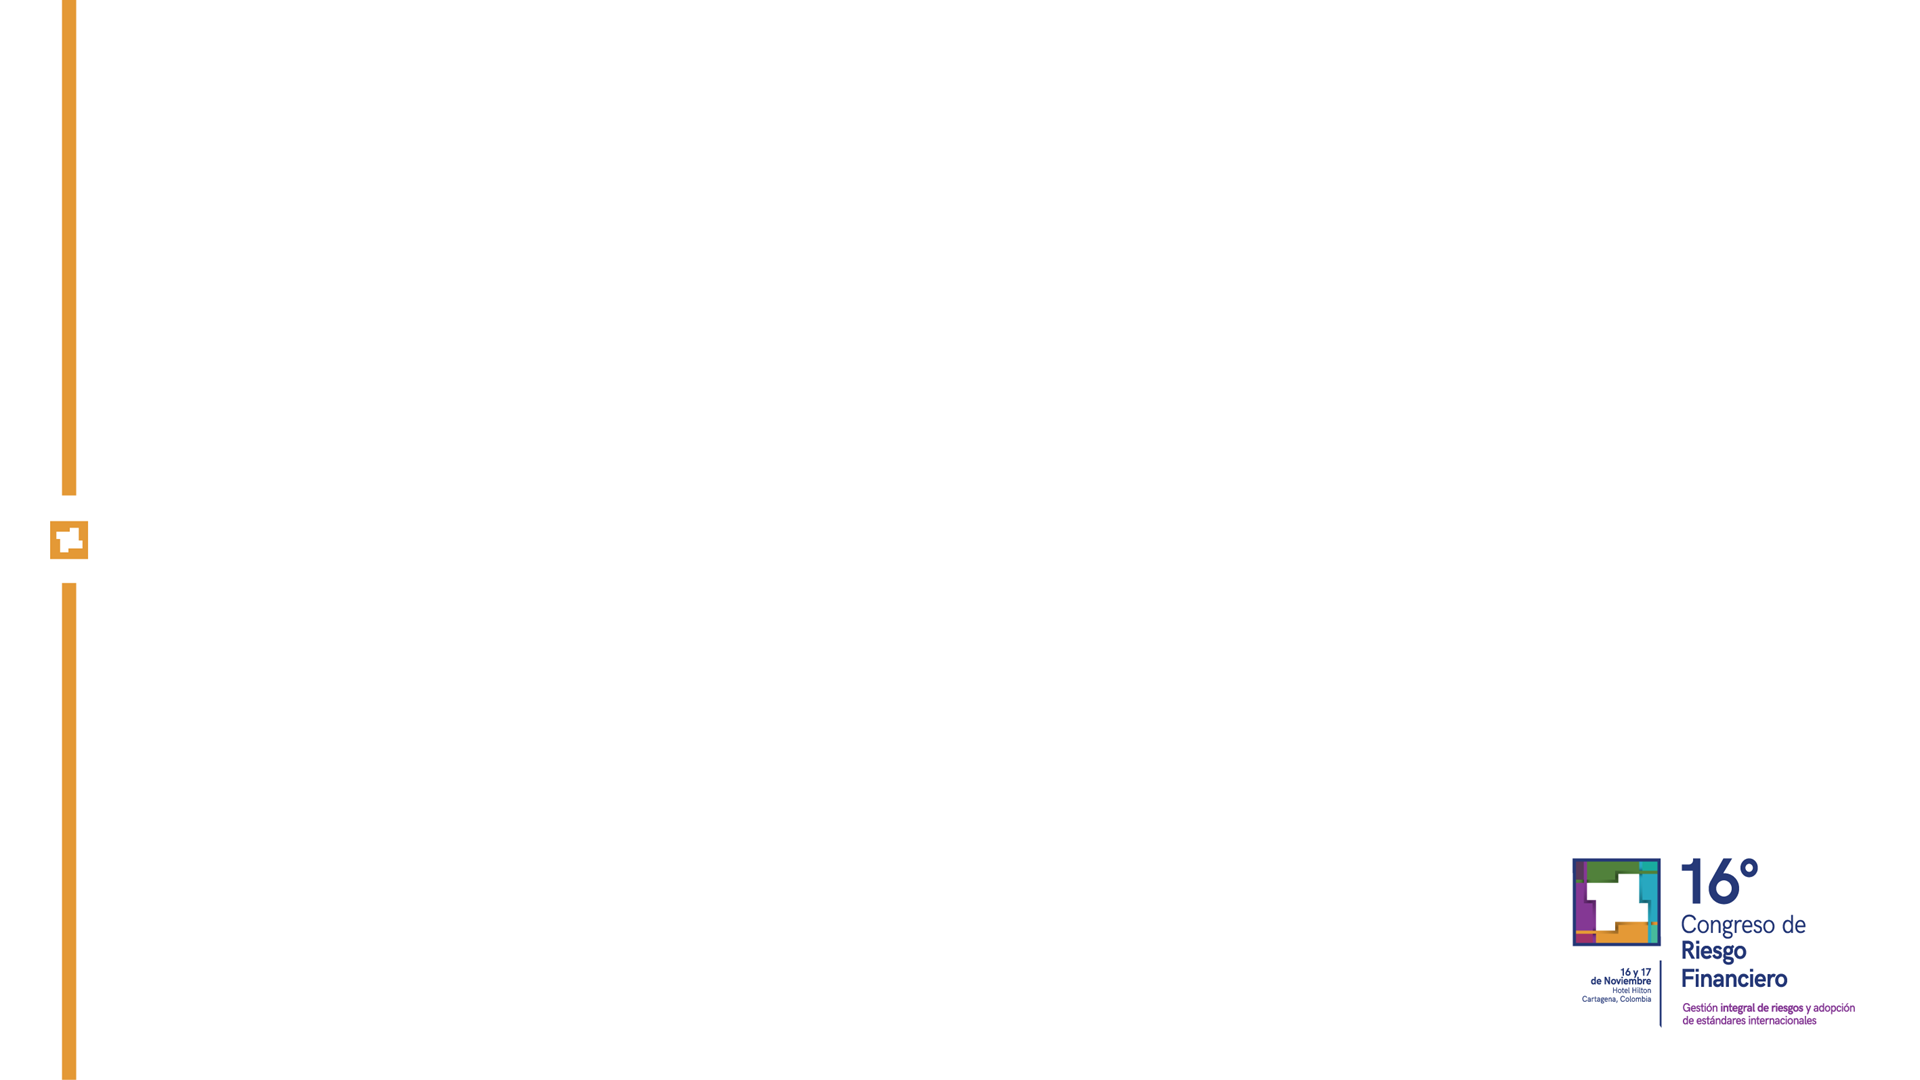 16°
Congreso de
Riesgo
Financiero
16 y 17
de Noviembre
Hotel Hilton
Cartagena, Colombia
Gestión integral de riesgos y adopción
de estándares internacionales